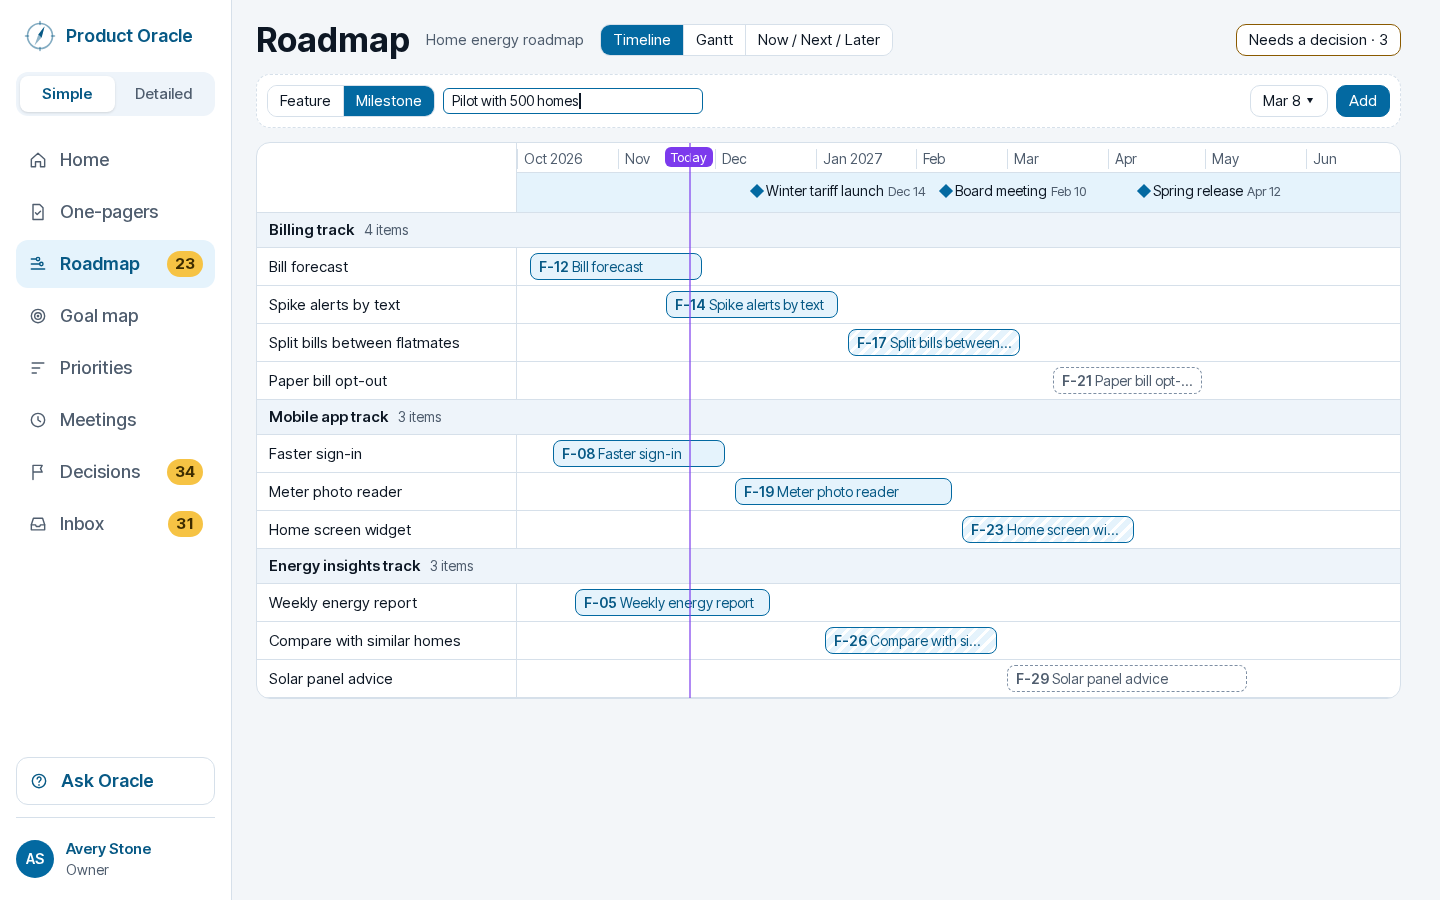 Product Oracle
Simple Detailed
Home
One-pagers
Roadmap 23
Goal map
Priorities
Meetings
Decisions 34
Inbox 31
Ask Oracle
AS Avery Stone
Owner
Roadmap Home energy roadmap Timeline Gantt Now / Next / Later Needs a decision · 3
Feature Milestone Pilot with 500 homes Mar 8 Add
Oct 2026 Nov Today Dec Jan 2027 Feb Mar Apr May Jun
Winter tariff launch Dec 14 Board meeting Feb 10 Spring release Apr 12
Billing track 4 items
Bill forecast F-12 Bill forecast
Spike alerts by text F-14 Spike alerts by text
Split bills between flatmates F-17 Split bills between...
Paper bill opt-out F-21 Paper bill opt-...
Mobile app track 3 items
Faster sign-in F-08 Faster sign-in
Meter photo reader F-19 Meter photo reader
Home screen widget F-23 Home screen wi...
Energy insights track 3 items
Weekly energy report F-05 Weekly energy report
Compare with similar homes F-26 Compare with si...
Solar panel advice F-29 Solar panel advice